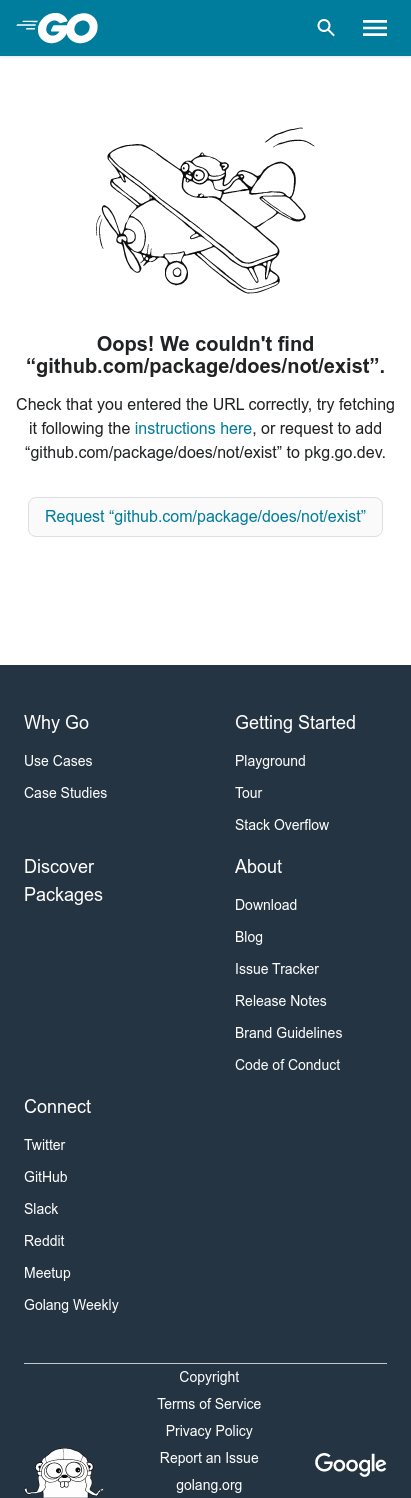 GO
Oops! We couldn't find
“github.com/package/does/not/exist”.
Check that you entered the URL correctly, try fetching
it following the instructions here, or request to add
“github.com/package/does/not/exist” to pkg.go.dev.
Request “github.com/package/does/not/exist”
Why Go
Use Cases
Case Studies
Getting Started
Playground
Tour
Stack Overflow
Discover
Packages
About
Download
Blog
Issue Tracker
Release Notes
Brand Guidelines
Code of Conduct
Connect
Twitter
GitHub
Slack
Reddit
Meetup
Golang Weekly
Copyright
Terms of Service
Privacy Policy
Report an Issue
golang.org
Google